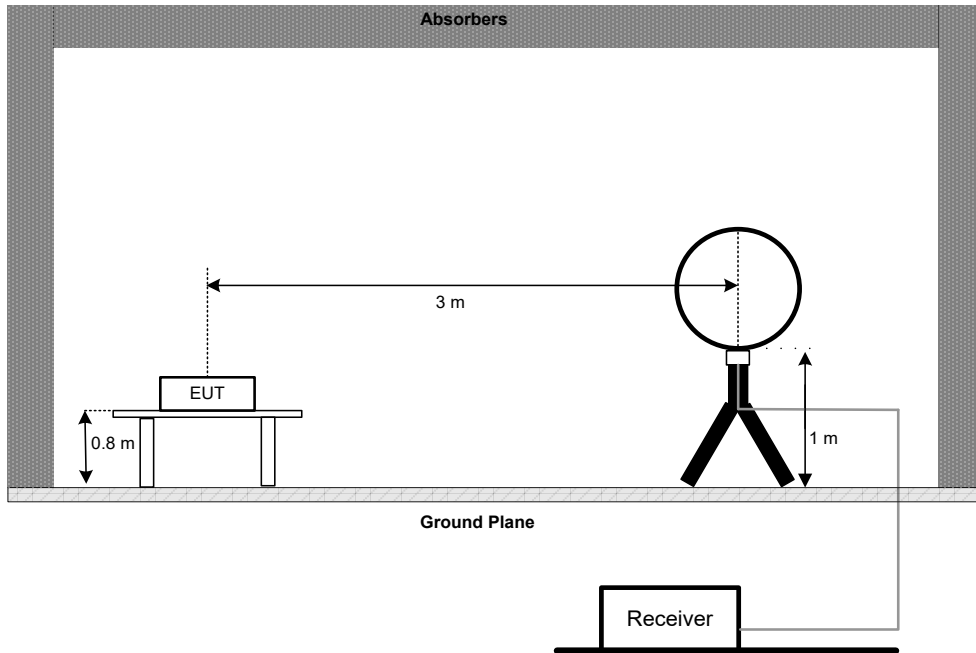 Absorbers
3 m
EUT
0.8 m
1 m
Ground Plane
Receiver